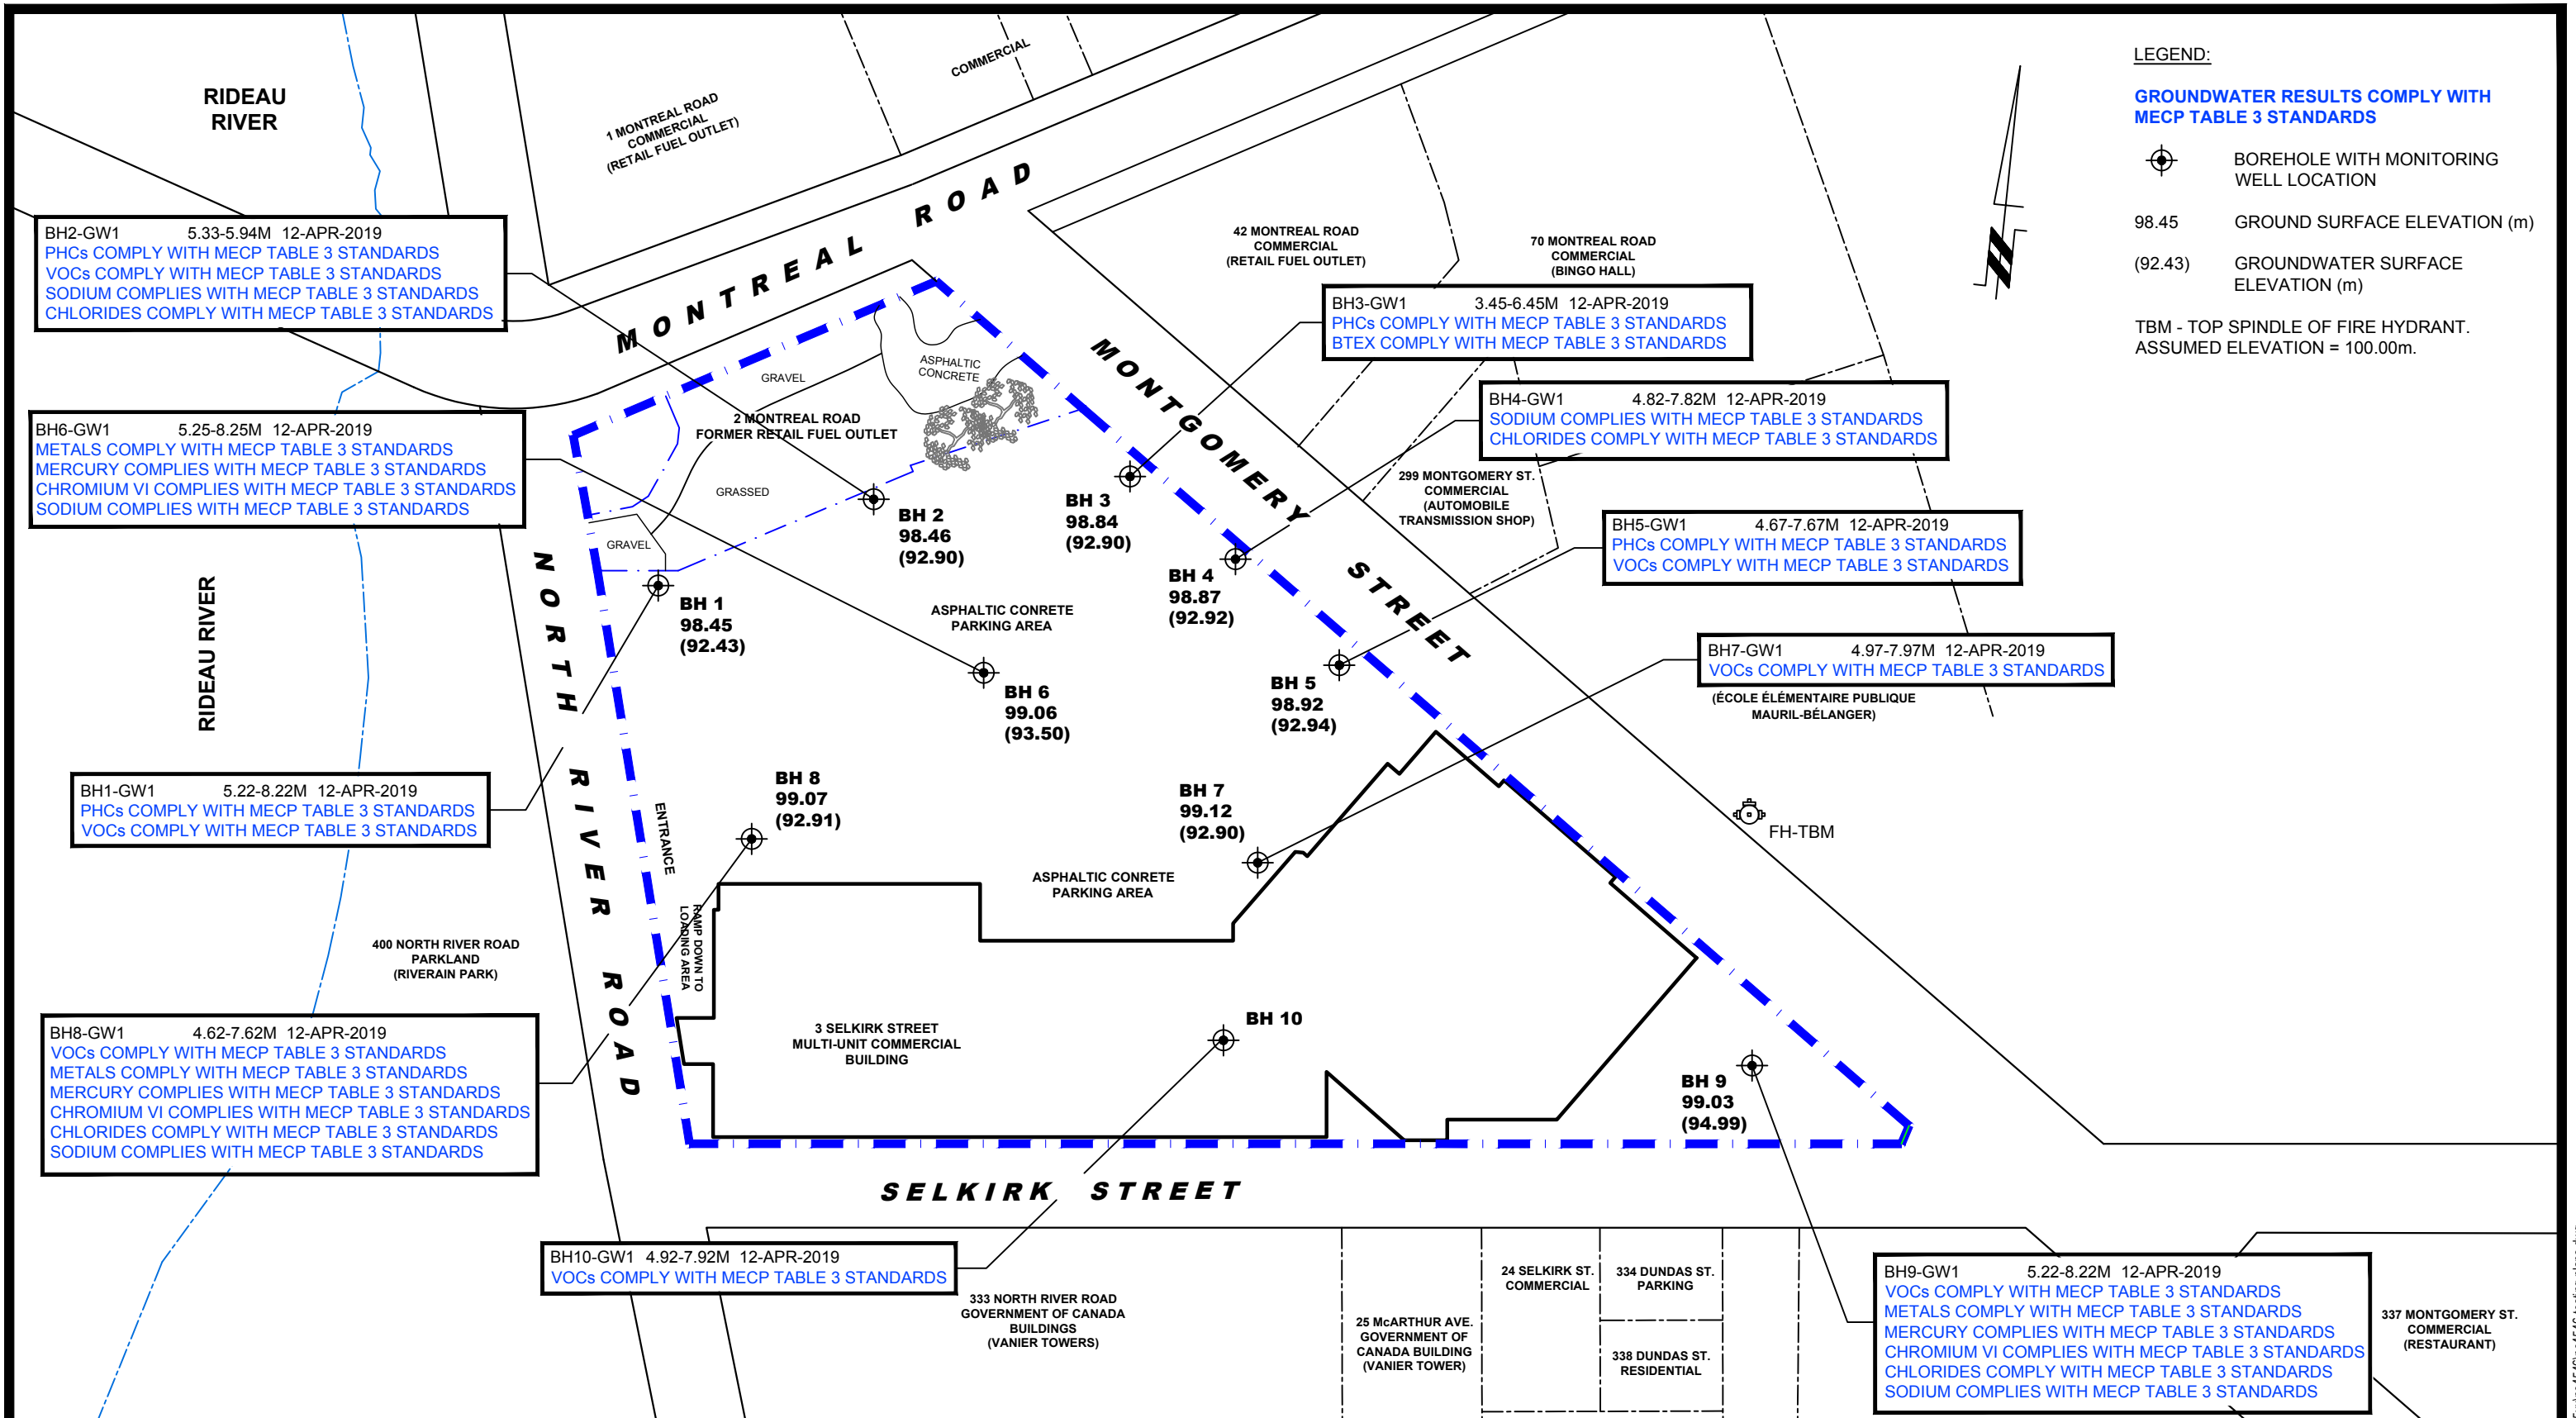 RIDEAU
RIVER
1 MONTREAL ROAD
COMMERCIAL
(RETAIL FUEL OUTLET)
COMMERCIAL
MONTREAL ROAD
LEGEND:
GROUNDWATER RESULTS COMPLY WITH
MECP TABLE 3 STANDARDS
BOREHOLE WITH MONITORING
WELL LOCATION
98.45 GROUND SURFACE ELEVATION (m)
(92.43) GROUNDWATER SURFACE
ELEVATION (m)
TBM - TOP SPINDLE OF FIRE HYDRANT.
ASSUMED ELEVATION = 100.00m.
BH2-GW1 5.33-5.94M 12-APR-2019
PHCs COMPLY WITH MECP TABLE 3 STANDARDS
VOCs COMPLY WITH MECP TABLE 3 STANDARDS
SODIUM COMPLIES WITH MECP TABLE 3 STANDARDS
CHLORIDES COMPLY WITH MECP TABLE 3 STANDARDS
42 MONTREAL ROAD
COMMERCIAL
(RETAIL FUEL OUTLET)
70 MONTREAL ROAD
COMMERCIAL
(BINGO HALL)
BH3-GW1 3.45-6.45M 12-APR-2019
PHCs COMPLY WITH MECP TABLE 3 STANDARDS
BTEX COMPLY WITH MECP TABLE 3 STANDARDS
MONTGOMERY STREET
ASPHALTIC
CONCRETE
GRAVEL
2 MONTREAL ROAD
FORMER RETAIL FUEL OUTLET
GRASSED
GRAVEL
BH4-GW1 4.82-7.82M 12-APR-2019
SODIUM COMPLIES WITH MECP TABLE 3 STANDARDS
CHLORIDES COMPLY WITH MECP TABLE 3 STANDARDS
BH6-GW1 5.25-8.25M 12-APR-2019
METALS COMPLY WITH MECP TABLE 3 STANDARDS
MERCURY COMPLIES WITH MECP TABLE 3 STANDARDS
CHROMIUM VI COMPLIES WITH MECP TABLE 3 STANDARDS
SODIUM COMPLIES WITH MECP TABLE 3 STANDARDS
299 MONTGOMERY ST.
COMMERCIAL
(AUTOMOBILE
TRANSMISSION SHOP)
BH 2
98.46
(92.90)
BH 3
98.84
(92.90)
BH 4
98.87
(92.92)
BH5-GW1 4.67-7.67M 12-APR-2019
PHCs COMPLY WITH MECP TABLE 3 STANDARDS
VOCs COMPLY WITH MECP TABLE 3 STANDARDS
RIDEAU RIVER
NORTH RIVER ROAD
BH 1
98.45
(92.43)
ASPHALTIC CONRETE
PARKING AREA
BH 6
99.06
(93.50)
BH 5
98.92
(92.94)
BH7-GW1 4.97-7.97M 12-APR-2019
VOCs COMPLY WITH MECP TABLE 3 STANDARDS
(ÉCOLE ÉLÉMENTAIRE PUBLIQUE
MAURIL-BÉLANGER)
BH1-GW1 5.22-8.22M 12-APR-2019
PHCs COMPLY WITH MECP TABLE 3 STANDARDS
VOCs COMPLY WITH MECP TABLE 3 STANDARDS
BH 8
99.07
(92.91)
BH 7
99.12
(92.90)
FH-TBM
ENTRANCE
RAMP DOWN TO
LOADING AREA
ASPHALTIC CONRETE
PARKING AREA
400 NORTH RIVER ROAD
PARKLAND
(RIVERAIN PARK)
BH8-GW1 4.62-7.62M 12-APR-2019
VOCs COMPLY WITH MECP TABLE 3 STANDARDS
METALS COMPLY WITH MECP TABLE 3 STANDARDS
MERCURY COMPLIES WITH MECP TABLE 3 STANDARDS
CHROMIUM VI COMPLIES WITH MECP TABLE 3 STANDARDS
CHLORIDES COMPLY WITH MECP TABLE 3 STANDARDS
SODIUM COMPLIES WITH MECP TABLE 3 STANDARDS
3 SELKIRK STREET
MULTI-UNIT COMMERCIAL
BUILDING
BH 10
BH 9
99.03
(94.99)
SELKIRK STREET
BH10-GW1 4.92-7.92M 12-APR-2019
VOCs COMPLY WITH MECP TABLE 3 STANDARDS
333 NORTH RIVER ROAD
GOVERNMENT OF CANADA
BUILDINGS
(VANIER TOWERS)
25 McARTHUR AVE.
GOVERNMENT OF
CANADA BUILDING
(VANIER TOWER)
24 SELKIRK ST.
COMMERCIAL
334 DUNDAS ST.
PARKING
338 DUNDAS ST.
RESIDENTIAL
BH9-GW1 5.22-8.22M 12-APR-2019
VOCs COMPLY WITH MECP TABLE 3 STANDARDS
METALS COMPLY WITH MECP TABLE 3 STANDARDS
MERCURY COMPLIES WITH MECP TABLE 3 STANDARDS
CHROMIUM VI COMPLIES WITH MECP TABLE 3 STANDARDS
CHLORIDES COMPLY WITH MECP TABLE 3 STANDARDS
SODIUM COMPLIES WITH MECP TABLE 3 STANDARDS
337 MONTGOMERY ST.
COMMERCIAL
(RESTAURANT)